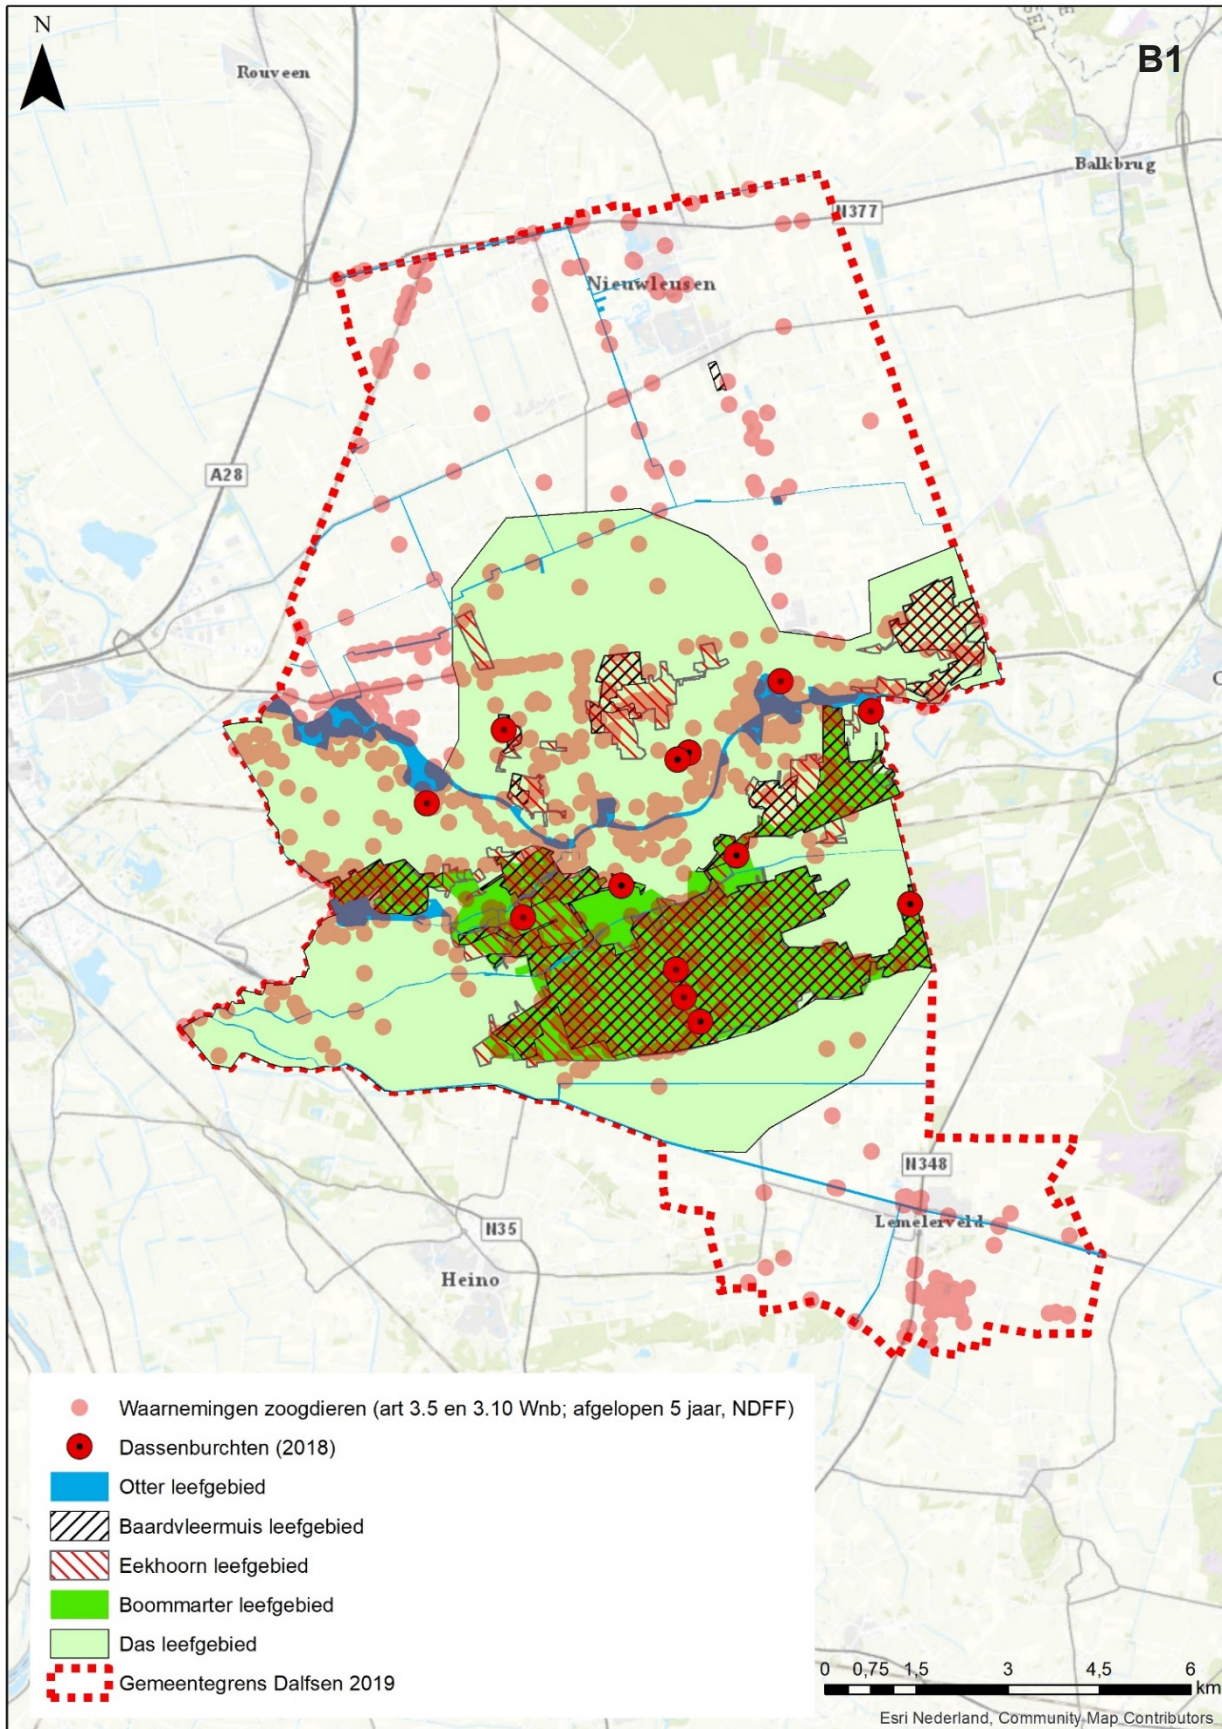 N
B1
Rouveen
Balkbrug
N377
Nieuwleusen
A28
N348
Lemelerveld
N35
Heino
Waarnemingen zoogdieren (art 3.5 en 3.10 Wnb; afgelopen 5 jaar, NDFF)
Dassenburchten (2018)
Otter leefgebied
Baardvleermuis leefgebied
Eekhoorn leefgebied
Boommarter leefgebied
Das leefgebied
Gemeentegrens Dalfsen 2019
0 0,75 1,5 3 4,5 6
km
Esri Nederland, Community Map Contributors